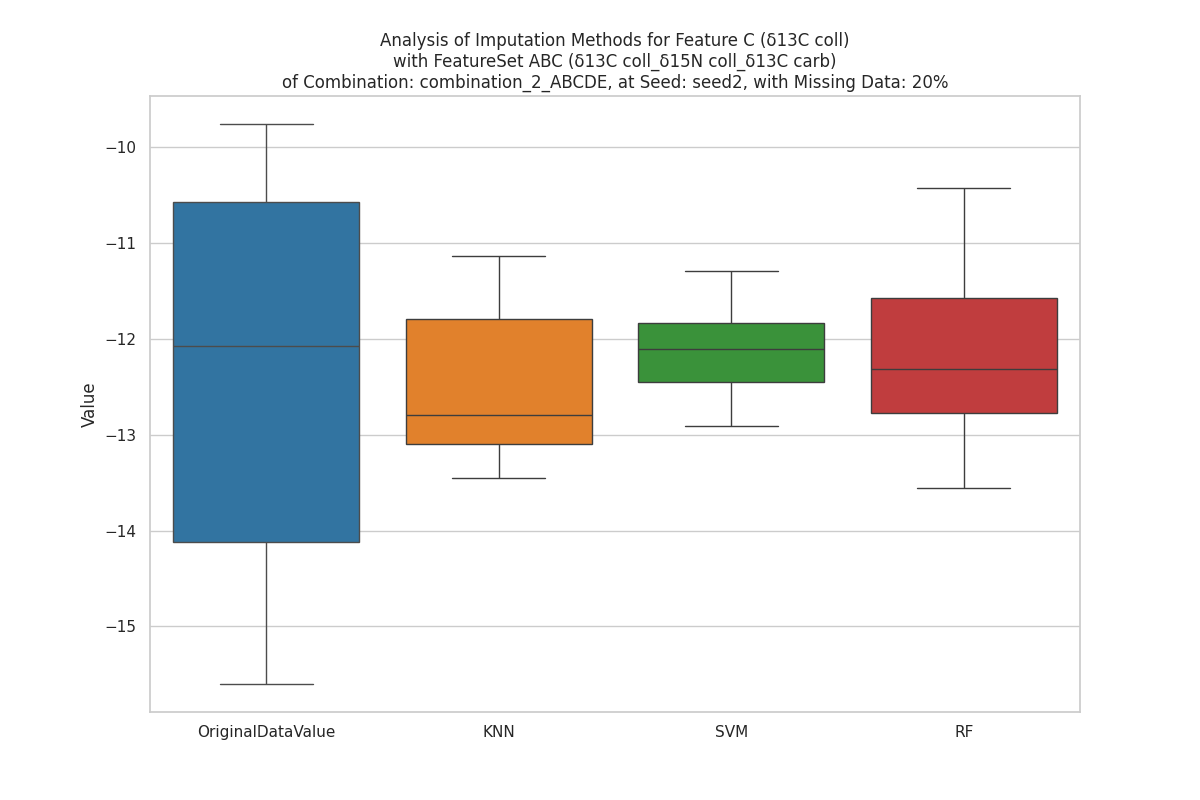 Analysis of Imputation Methods for Feature C (δ13C coll)
with FeatureSet ABC (δ13C coll_δ15N coll_δ13C carb)
of Combination: combination_2_ABCDE, at Seed: seed2, with Missing Data: 20%
Value
−10
−11
−12
−13
−14
−15
OriginalDataValue
KNN
SVM
RF